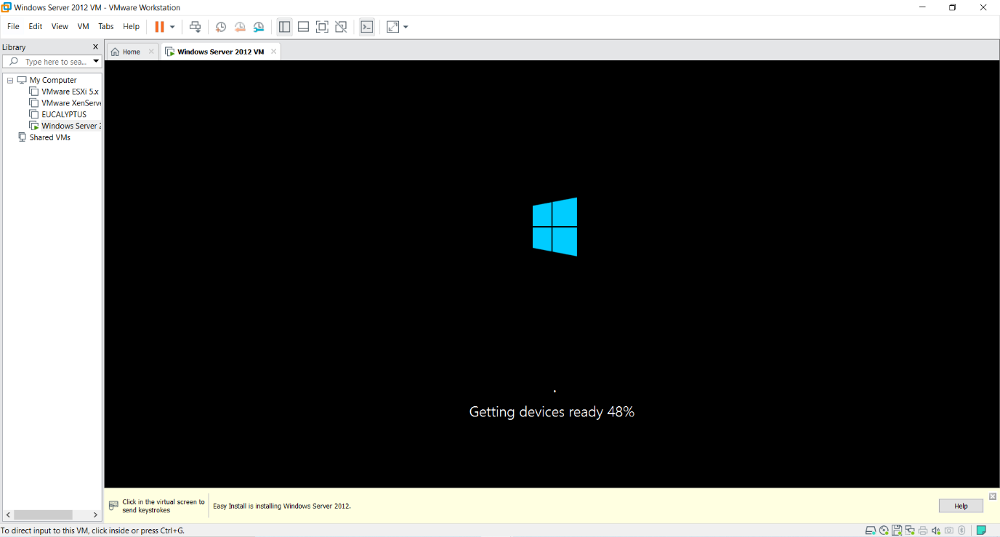 Windows Server 2012 VM - VMware Workstation
File Edit View VM Tabs Help
Library
Type here to sea...
Home
Windows Server 2012 VM
My Computer
VMware ESXi 5.x
VMware XenServe
EUCALYPTUS
Windows Server 2
Shared VMs
Getting devices ready 48%
Click in the virtual screen to
send keystrokes
Easy Install is installing Windows Server 2012.
Help
To direct input to this VM, click inside or press Ctrl+G.